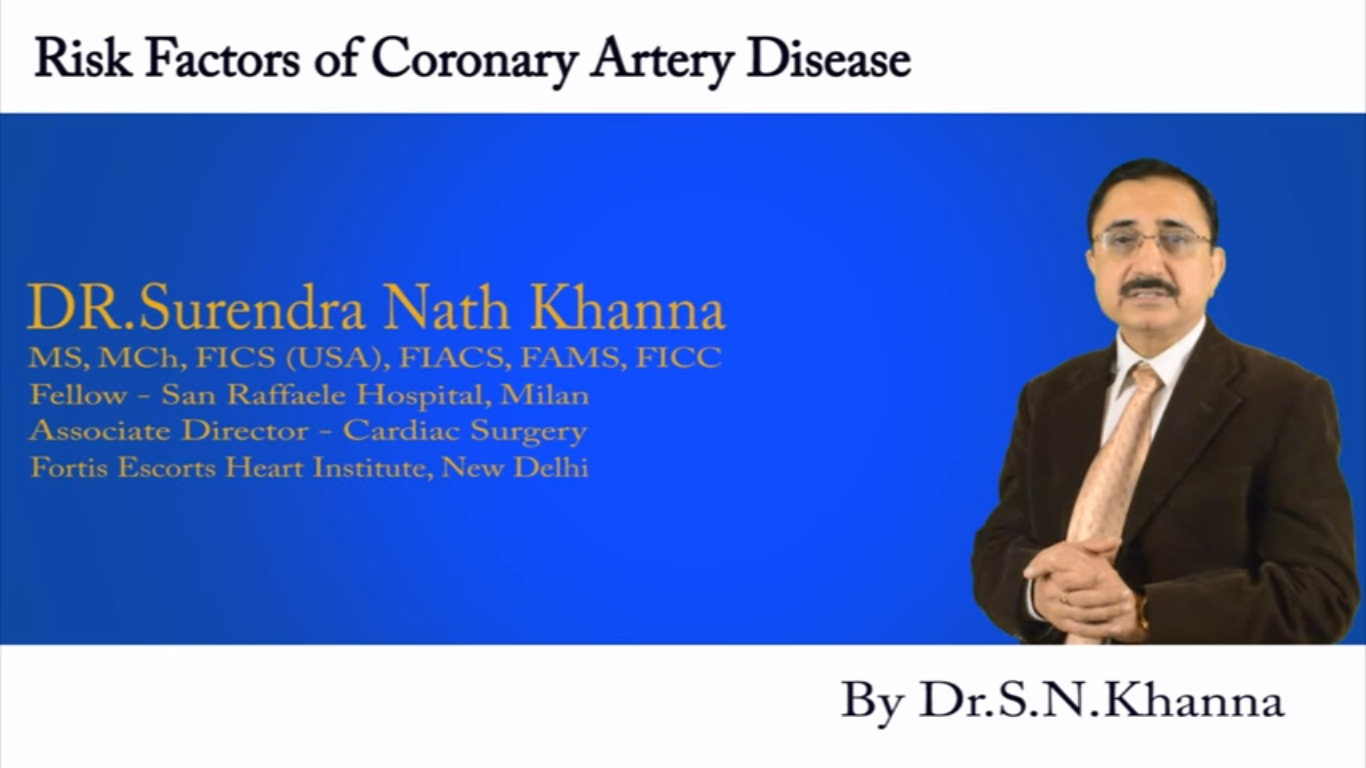 Risk Factors of Coronary Artery Disease
DR.Surendra Nath Khanna
MS, MCh, FICS (USA), FIACS, FAMS, FICC
Fellow - San Raffaele Hospital, Milan
Associate Director - Cardiac Surgery
Fortis Escorts Heart Institute, New Delhi
By Dr.S.N.Khanna